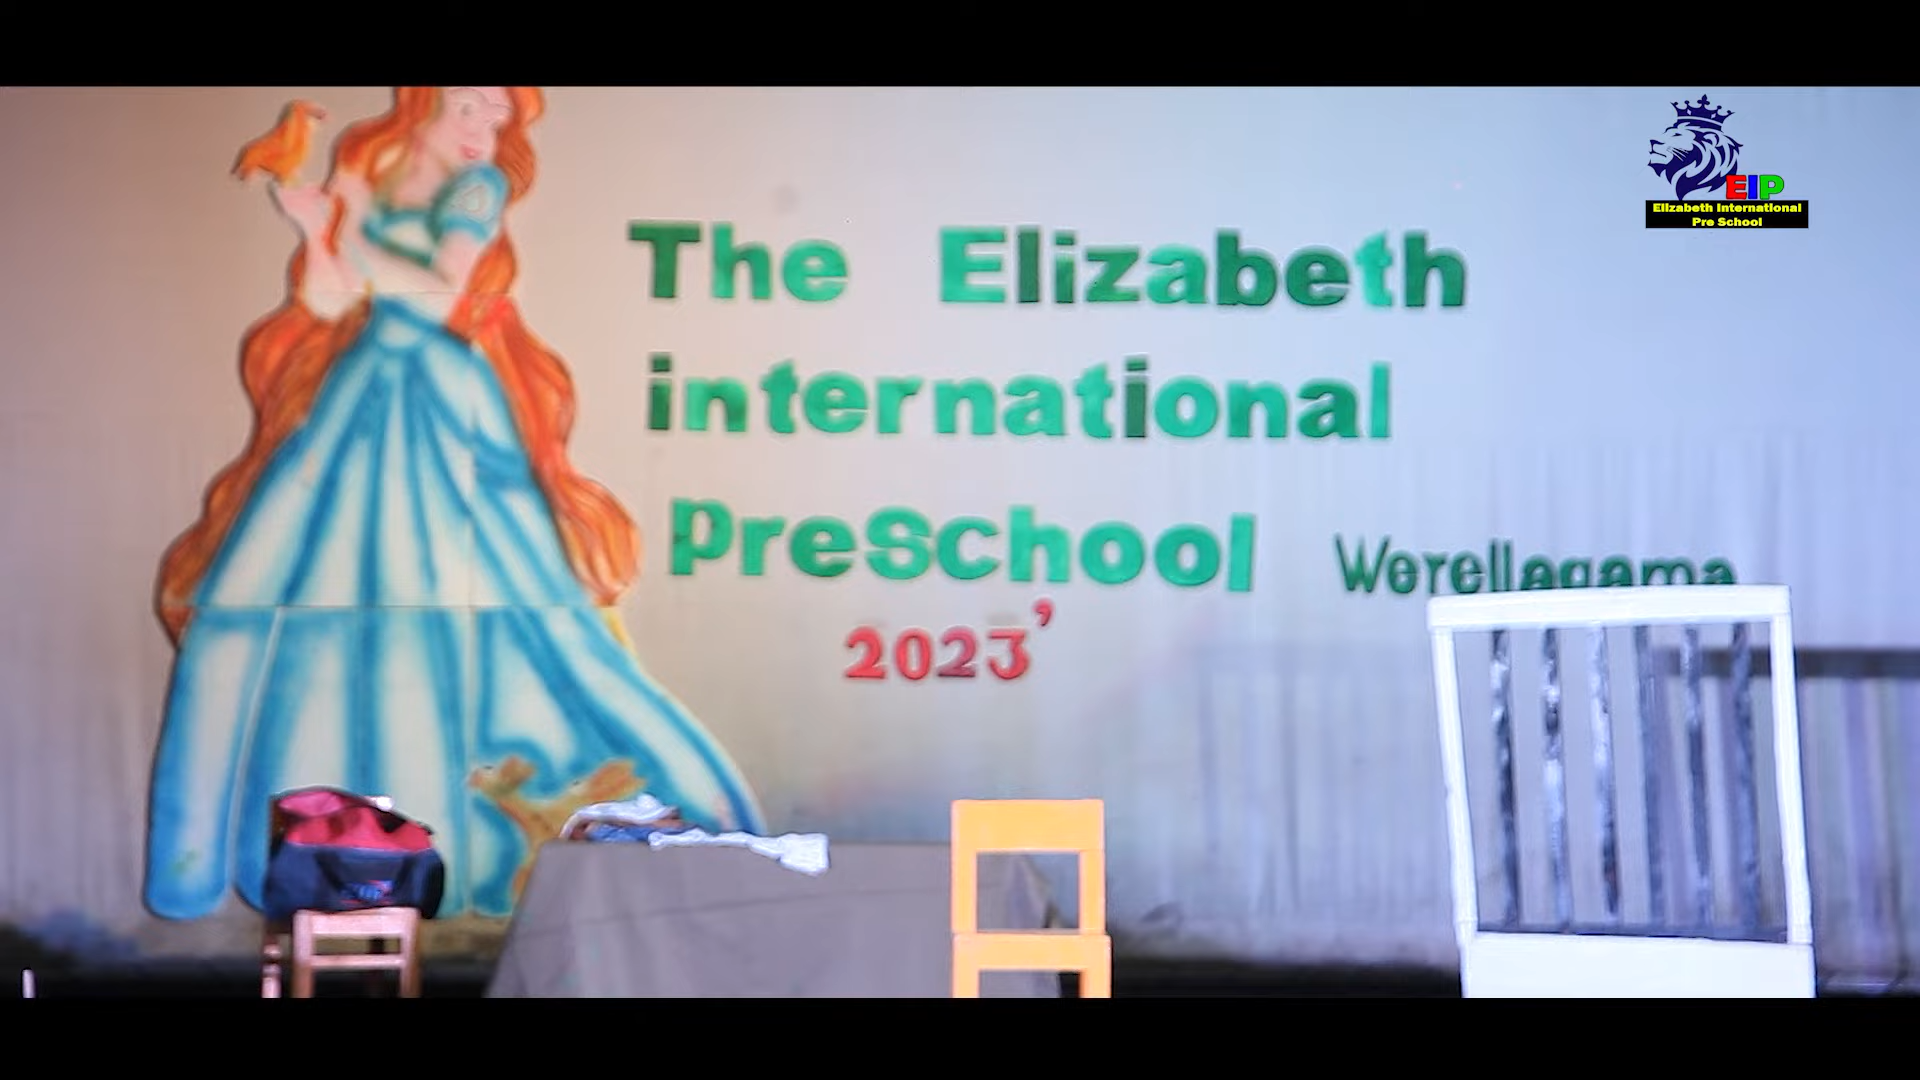 The Elizabeth
international
PreSchool Werellagama
2023'
EIP
Elizabeth International
Pre School